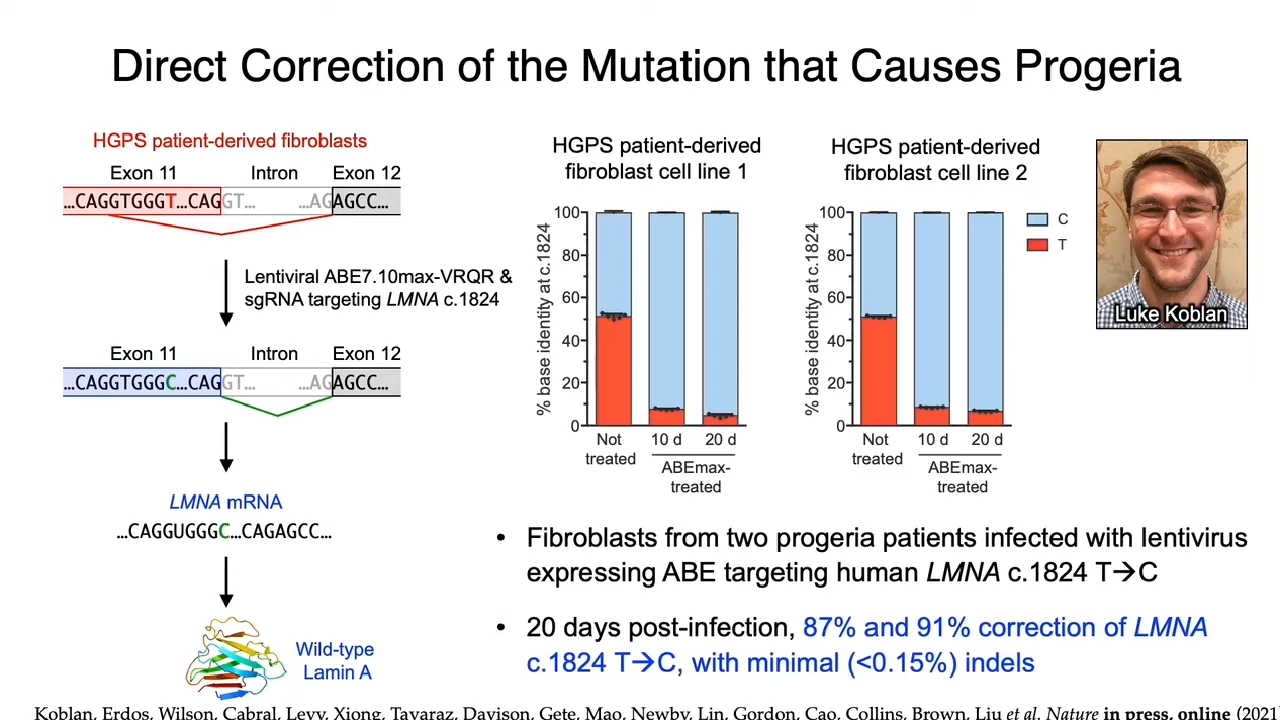 Direct Correction of the Mutation that Causes Progeria
HGPS patient-derived fibroblasts
Exon 11 Intron Exon 12
…CAGGTGGGT…CAGGT… …AGAGCC…
Lentiviral ABE7.10max-VRQR &
sgRNA targeting LMNA c.1824
Exon 11 Intron Exon 12
…CAGGTGGGC…CAGGT… …AGAGCC…
LMNA mRNA
…CAGGUGGGC…CAGAGCC…
Wild-type
Lamin A
HGPS patient-derived
fibroblast cell line 1
% base identity at c.1824
100
80
60
40
20
0
Not
treated
10 d 20 d
ABEmax-
treated
HGPS patient-derived
fibroblast cell line 2
% base identity at c.1824
100
80
60
40
20
0
Not
treated
10 d 20 d
ABEmax-
treated
C
T
Luke Koblan
• Fibroblasts from two progeria patients infected with lentivirus
expressing ABE targeting human LMNA c.1824 T→C
• 20 days post-infection, 87% and 91% correction of LMNA
c.1824 T→C, with minimal (<0.15%) indels
Koblan, Erdos, Wilson, Cabral, Levy, Xiong, Tavaraz, Davison, Gete, Mao, Newby, Lin, Gordon, Cao, Collins, Brown, Liu et al. Nature in press, online (2021